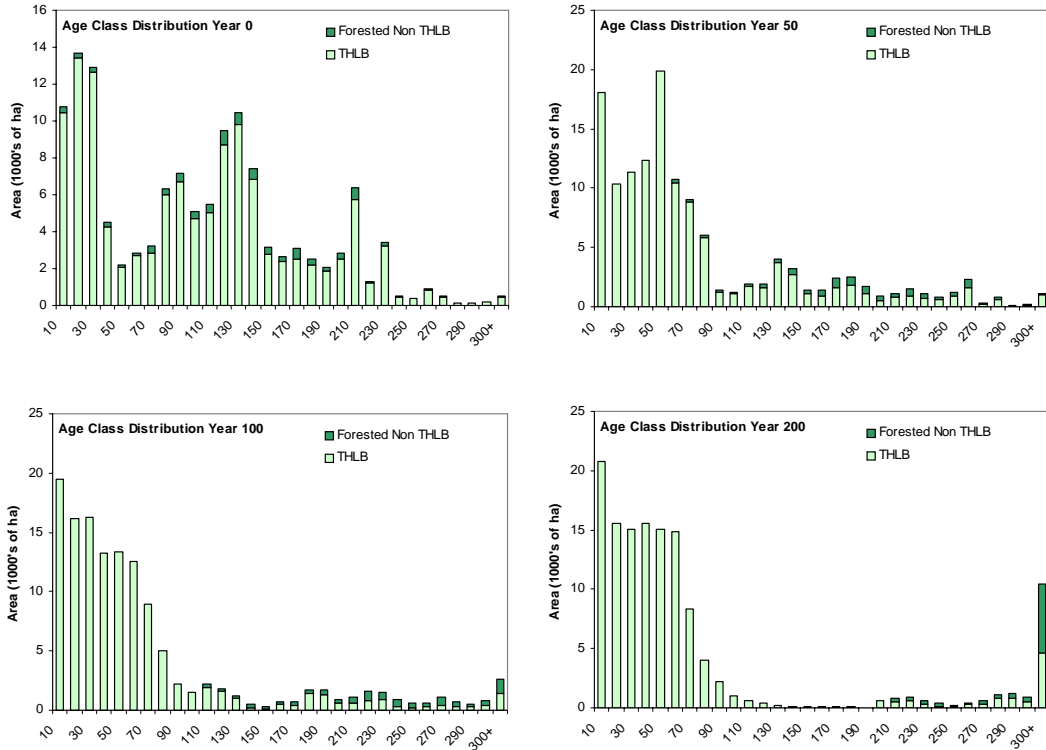 Age Class Distribution Year 0
Forested Non THLB
THLB
Area (1000's of ha)
16
14
12
10
8
6
4
2
0
10 30 50 70 90 110 130 150 170 190 210 230 250 270 290 300+
Age Class Distribution Year 50
Forested Non THLB
THLB
Area (1000's of ha)
25
20
15
10
5
0
10 30 50 70 90 110 130 150 170 190 210 230 250 270 290 300+
Age Class Distribution Year 100
Forested Non THLB
THLB
Area (1000's of ha)
25
20
15
10
5
0
10 30 50 70 90 110 130 150 170 190 210 230 250 270 290 300+
Age Class Distribution Year 200
Forested Non THLB
THLB
Area (1000's of ha)
25
20
15
10
5
0
10 30 50 70 90 110 130 150 170 190 210 230 250 270 290 300+